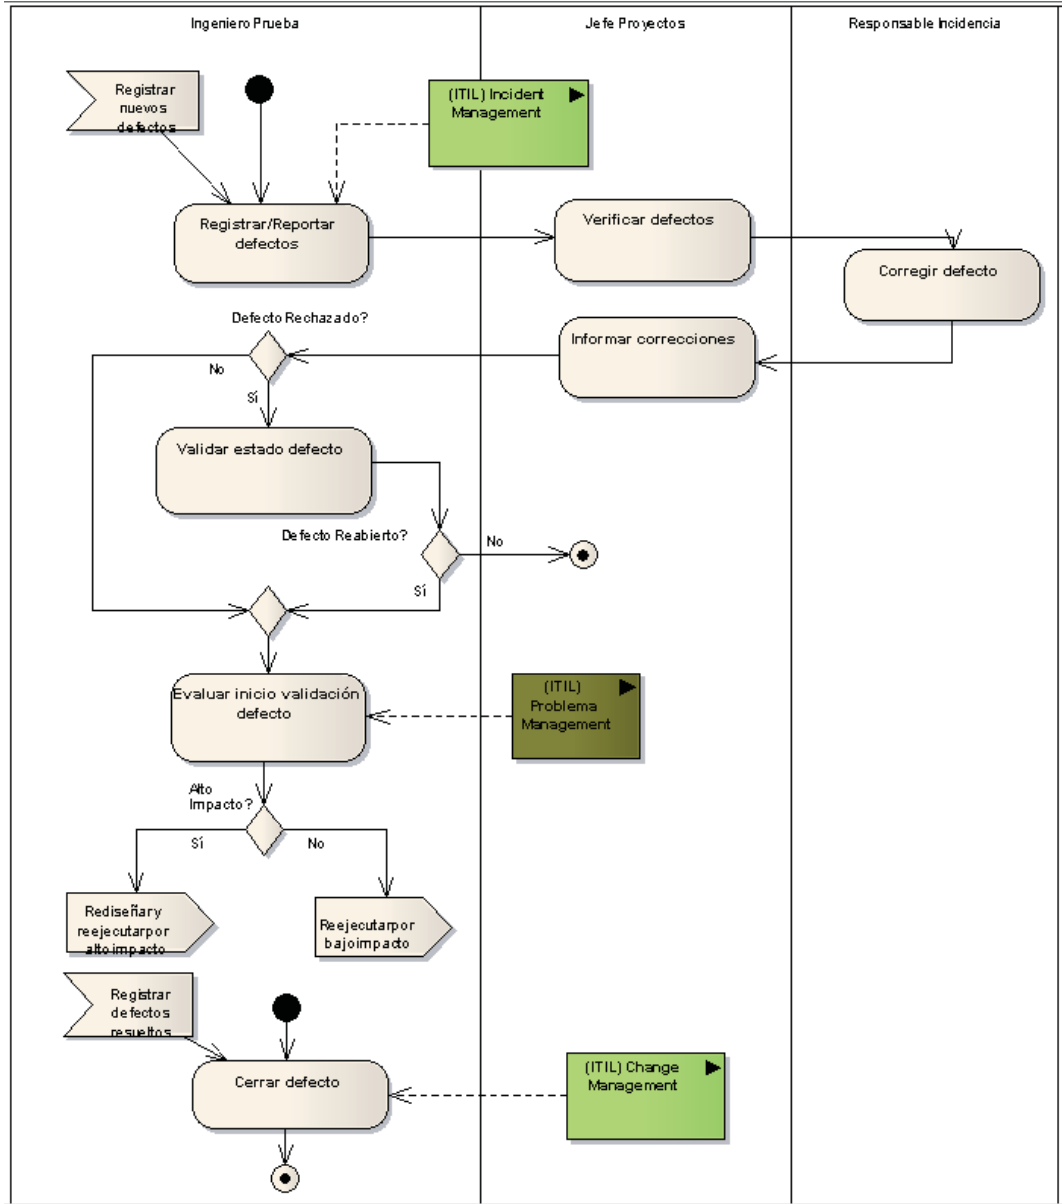 Ingeniero Prueba
Jefe Proyectos
Responsable Incidencia
Registrar
nuevos
defectos
(ITIL) Incident
Management
Registrar/Reportar
defectos
Verificar defectos
Corregir defecto
Defecto Rechazado?
Informar correcciones
No
Sí
Validar estado defecto
Defecto Reabierto?
No
Sí
Evaluar inicio validación
defecto
(ITIL)
Problema
Management
Alto
Impacto?
Sí
No
Rediseñar y
reejecutar por
alto impacto
Reejecutar por
bajo impacto
Registrar
defectos
resueltos
Cerrar defecto
(ITIL) Change
Management